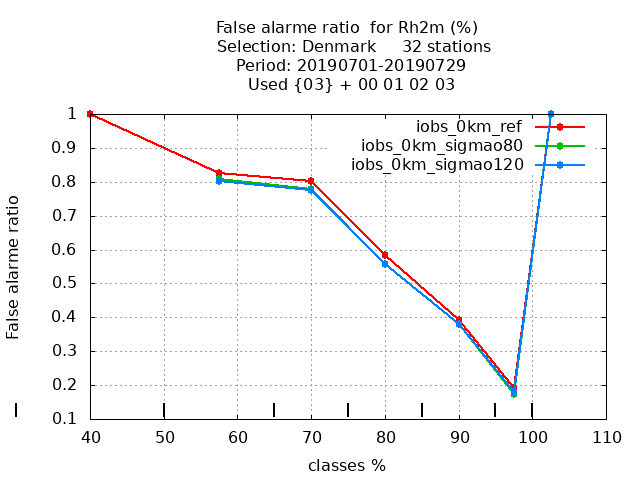 False alarme ratio  for Rh2m (%)
Selection: Denmark     32 stations
Period: 20190701-20190729
Used {03} + 00 01 02 03
iobs_0km_ref
iobs_0km_sigmao80
iobs_0km_sigmao120
False alarme ratio
1
0.9
0.8
0.7
0.6
0.5
0.4
0.3
0.2
0.1
40 50 60 70 80 90 100 110
classes %